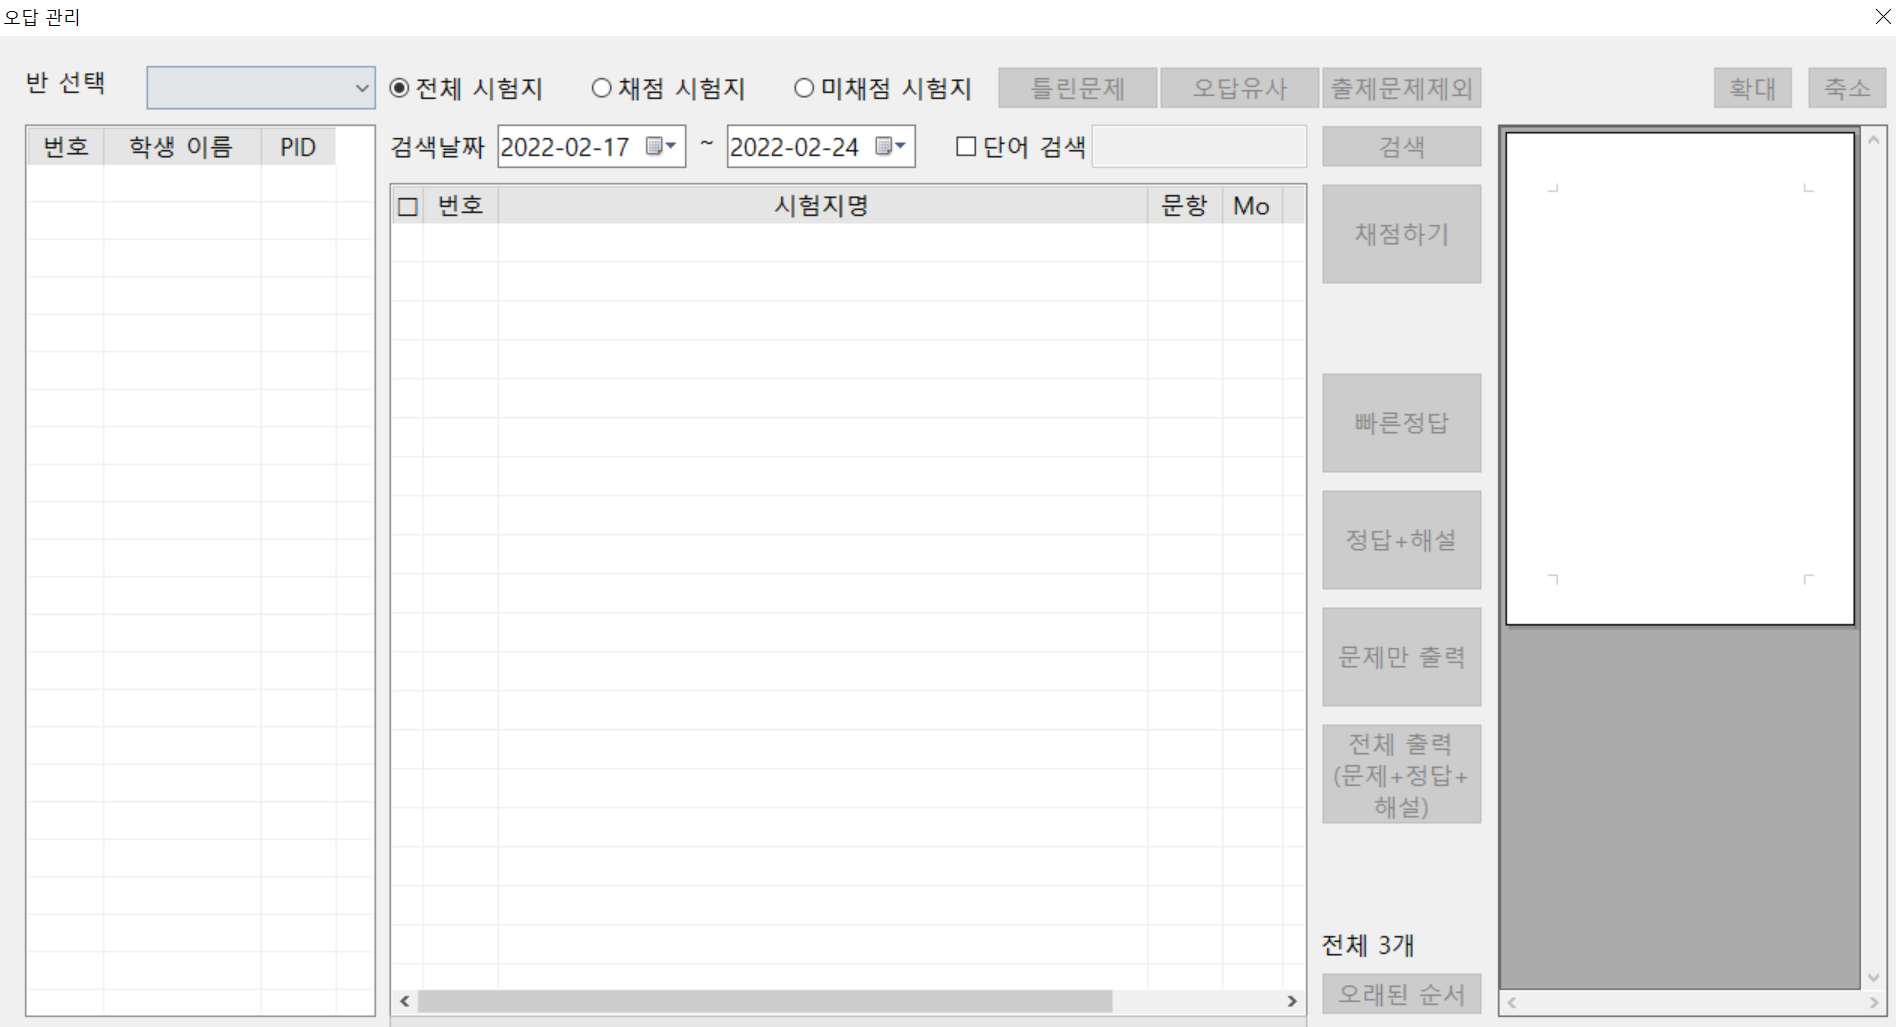 오답 관리
반 선택
전체 시험지 채점 시험지 미채점 시험지 틀린문제 오답유사 출제문제제외 확대 축소
검색날짜 2022-02-17 ~ 2022-02-24 단어 검색 검색
번호 학생 이름 PID
번호 시험지명 문항 Mo
채점하기
빠른정답
정답+해설
문제만 출력
전체 출력
(문제+정답+
해설)
전체 3개
오래된 순서